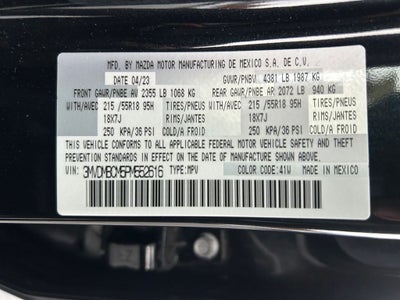 MFD. BY MAZDA MOTOR MANUFACTURING DE MEXICO S.A. DE C.V.
DATE 04/23 GVWR/PNBV: 4381 LB 1987 KG
FRONT GAWR/PNBE AV: 2355 LB 1068 KG REAR GAWR/PNBE AR: 2072 LB 940 KG
WITH/AVEC 215 /55R18 95H TIRES/PNEUS WITH/AVEC 215 /55R18 95H TIRES/PNEUS
18X7J RIMS/JANTES 18X7J RIMS/JANTES
250 KPA/36 PSI COLD/A FROID 250 KPA/36 PSI COLD/A FROID
THIS VEHICLE CONFORMS TO ALL APPLICABLE FEDERAL MOTOR VEHICLE SAFETY AND THEFT
PREVENTION STANDARDS IN EFFECT ON THE DATE OF MANUFACTURE SHOWN ABOVE.
VIN: 3MVDMBCM5PM552616 TYPE:MPV COLOR CODE:41W MADE IN MEXICO